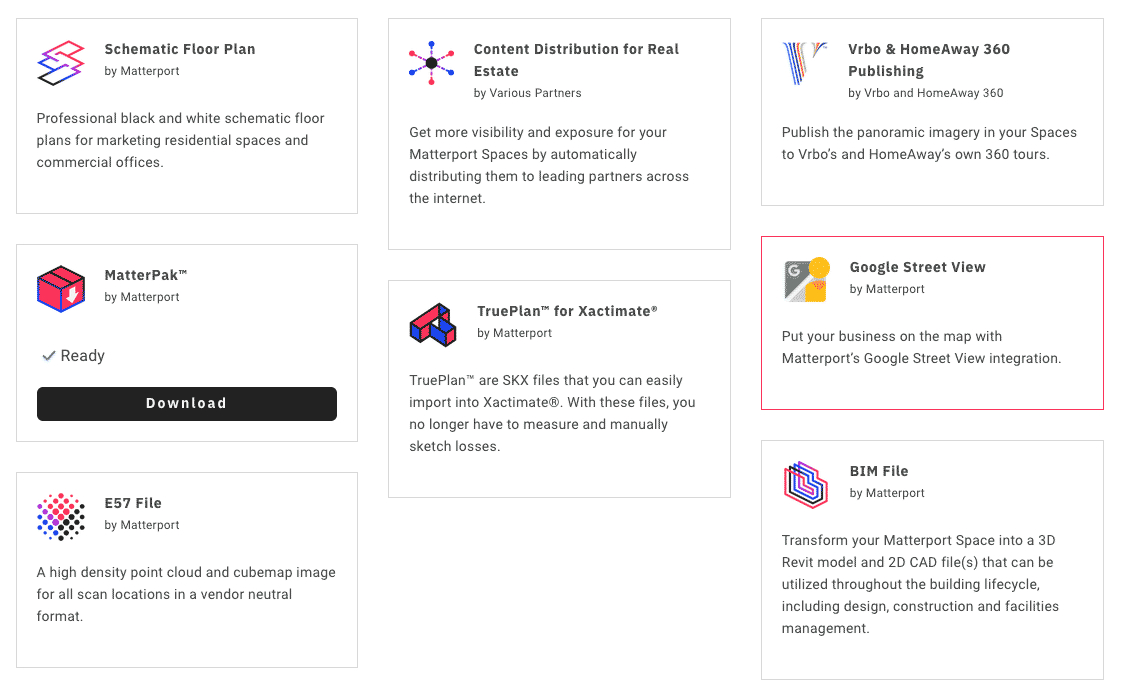 Schematic Floor Plan
by Matterport
Professional black and white schematic floor
plans for marketing residential spaces and
commercial offices.
MatterPak™
by Matterport
Ready
Download
E57 File
by Matterport
A high density point cloud and cubemap image
for all scan locations in a vendor neutral
format.
Content Distribution for Real
Estate
by Various Partners
Get more visibility and exposure for your
Matterport Spaces by automatically
distributing them to leading partners across
the internet.
TruePlan™ for Xactimate®
by Matterport
TruePlan™ are SKX files that you can easily
import into Xactimate®. With these files, you
no longer have to measure and manually
sketch losses.
Vrbo & HomeAway 360
Publishing
by Vrbo and HomeAway 360
Publish the panoramic imagery in your Spaces
to Vrbo’s and HomeAway’s own 360 tours.
G
Google Street View
by Matterport
Put your business on the map with
Matterport’s Google Street View integration.
BIM File
by Matterport
Transform your Matterport Space into a 3D
Revit model and 2D CAD file(s) that can be
utilized throughout the building lifecycle,
including design, construction and facilities
management.